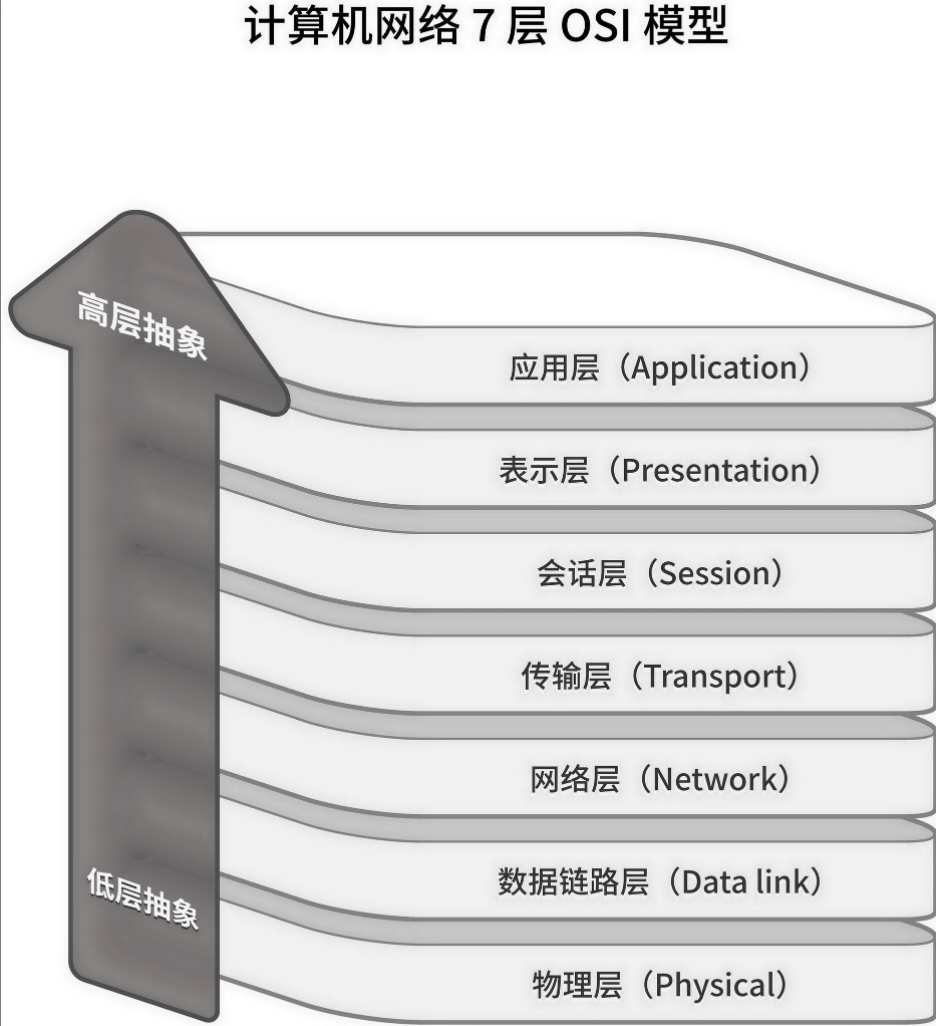 计算机网络 7 层 OSI 模型
高层抽象
应用层（Application）
表示层（Presentation）
会话层（Session）
传输层（Transport）
网络层（Network）
数据链路层（Data link）
低层抽象
物理层（Physical）